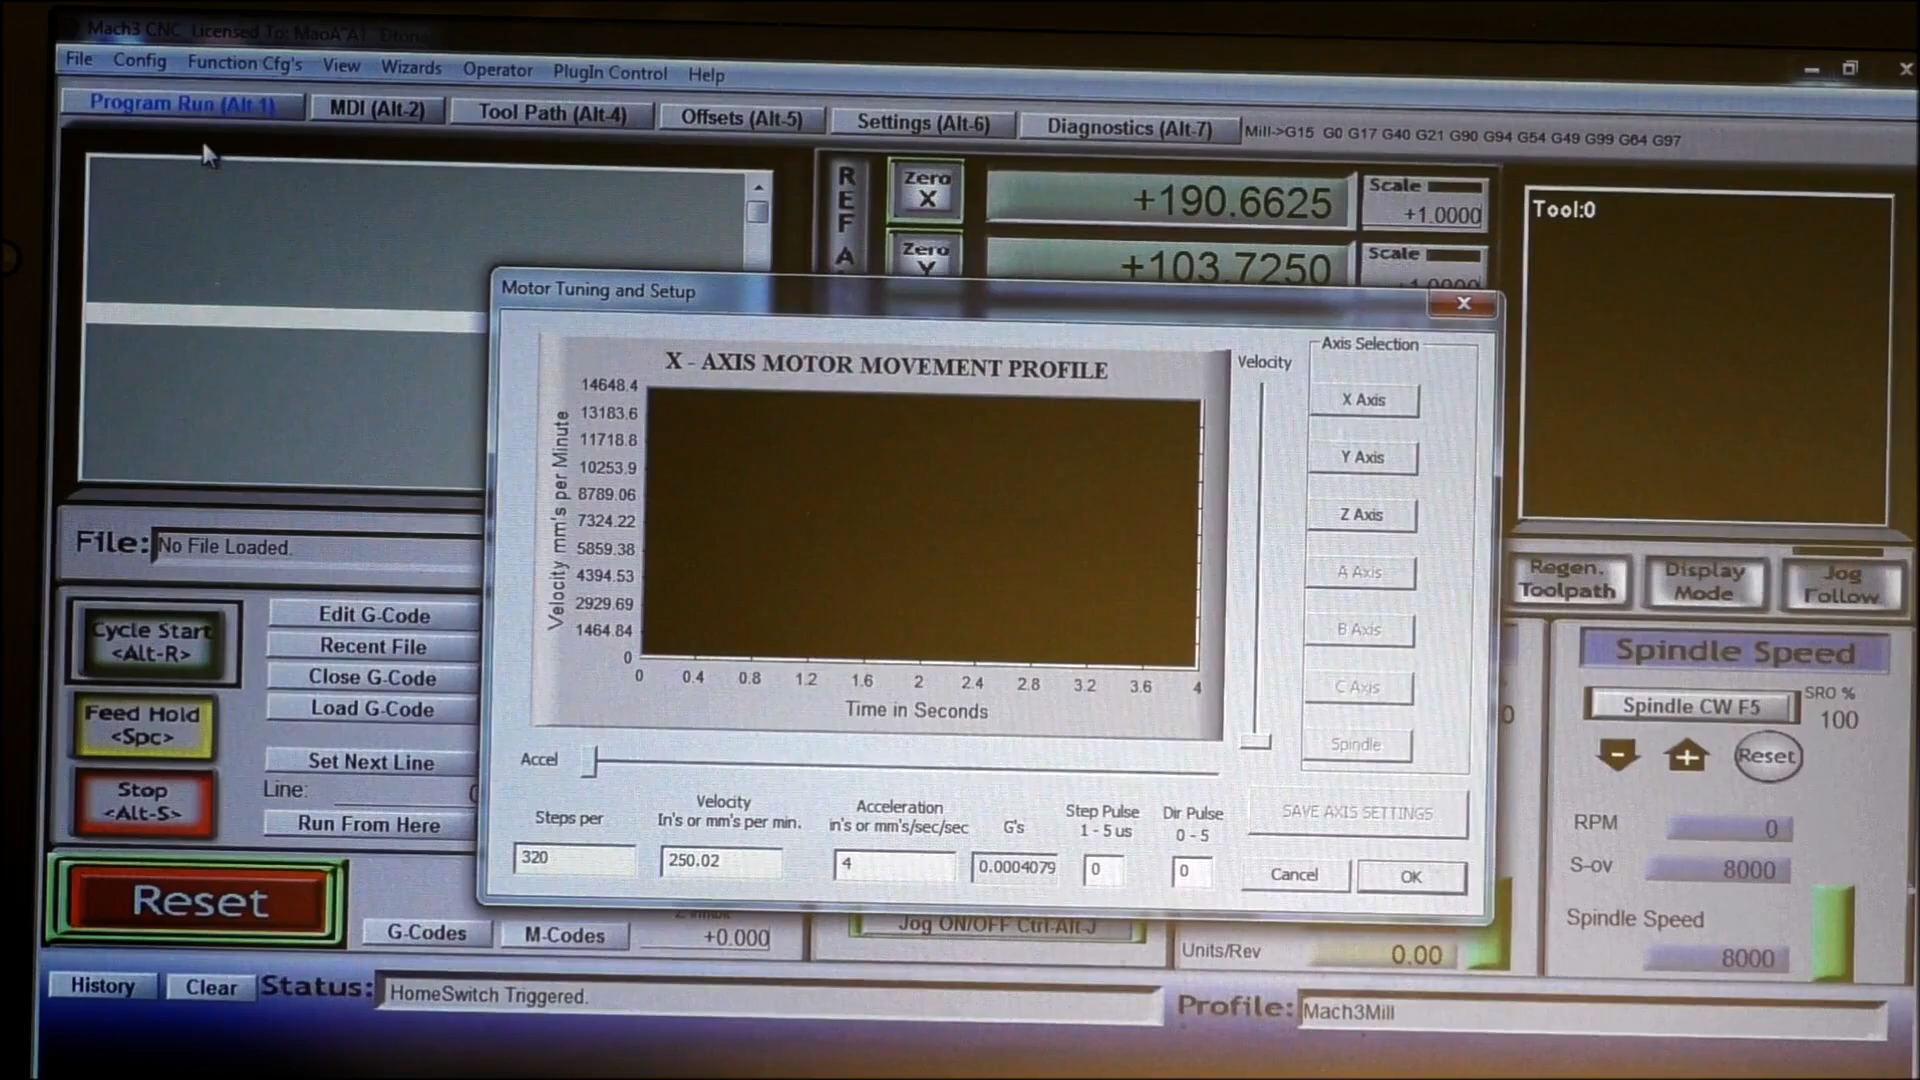 Mach3 CNC Licensed To:
File Config Function Cfg's View Wizards Operator PlugIn Control Help
Program Run (Alt-1) MDI (Alt-2) Tool Path (Alt-4) Offsets (Alt-5) Settings (Alt-6) Diagnostics (Alt-7) Mill->G15 G0 G17 G40 G21 G90 G94 G54 G49 G99 G64 G97
REF A
Zero X +190.6625 Scale +1.0000
Zero Y +103.7250 Scale +1.0000
Tool:0
Motor Tuning and Setup
X - AXIS MOTOR MOVEMENT PROFILE
Velocity mm's per Minute
14648.4
13183.6
11718.8
10253.9
8789.06
7324.22
5859.38
4394.53
2929.69
1464.84
0
0 0.4 0.8 1.2 1.6 2 2.4 2.8 3.2 3.6 4
Time in Seconds
Velocity
Axis Selection
X Axis
Y Axis
Z Axis
A Axis
B Axis
C Axis
Spindle
Accel
Steps per
320
Velocity
In's or mm's per min.
250.02
Acceleration
in's or mm's/sec/sec
4
G's
0.0004079
Step Pulse
1 - 5 us
0
Dir Pulse
0 - 5
0
SAVE AXIS SETTINGS
Cancel OK
File: No File Loaded.
Cycle Start
<Alt-R>
Feed Hold
<Spc>
Stop
<Alt-S>
Reset
Edit G-Code
Recent File
Close G-Code
Load G-Code
Set Next Line
Line:
Run From Here
G-Codes M-Codes
+0.000
Jog ON/OFF Ctrl-Alt-J
Units/Rev 0.00
Regen. Toolpath
Display Mode
Jog Follow
Spindle Speed
Spindle CW F5
SRO %
100
Reset
RPM 0
S-ov 8000
Spindle Speed
8000
History Clear Status: HomeSwitch Triggered.
Profile: Mach3Mill